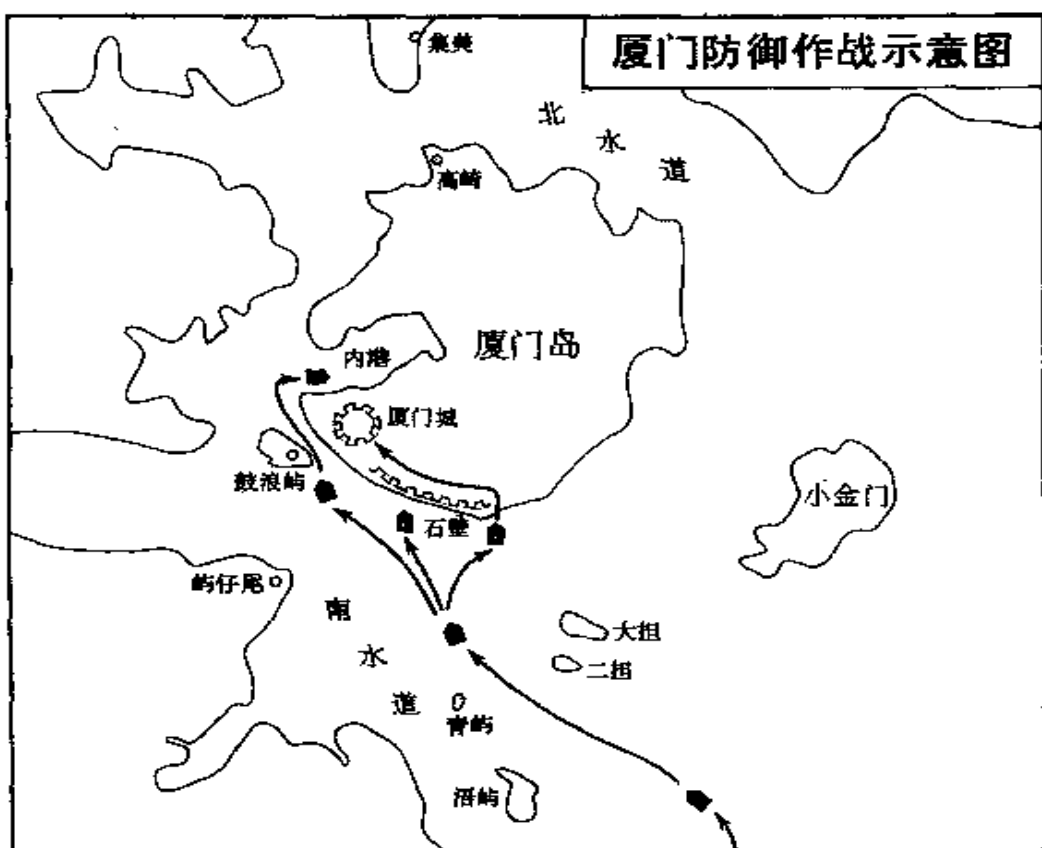 厦门防御作战示意图
集美
北水道
高崎
厦门岛
内港
厦门城
鼓浪屿
石壁
小金门
屿仔尾
南水道
大担
二担
青屿
浯屿